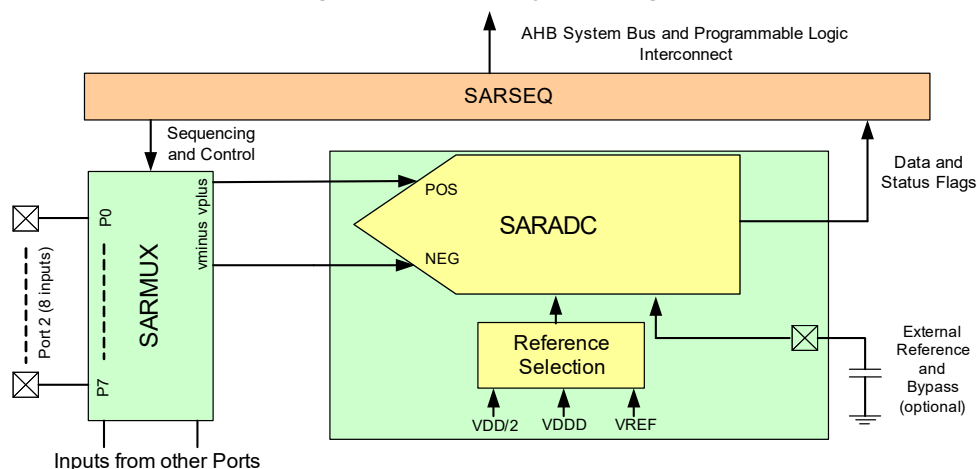 AHB System Bus and Programmable Logic
Interconnect
SARSEQ
Sequencing
and Control
Data and
Status Flags
vminus vplus
POS
P0
SARADC
SARMUX
Port 2 (8 inputs)
NEG
External
Reference
and
Bypass
(optional)
Reference
Selection
P7
VDD/2
VDDD
VREF
Inputs from other Ports